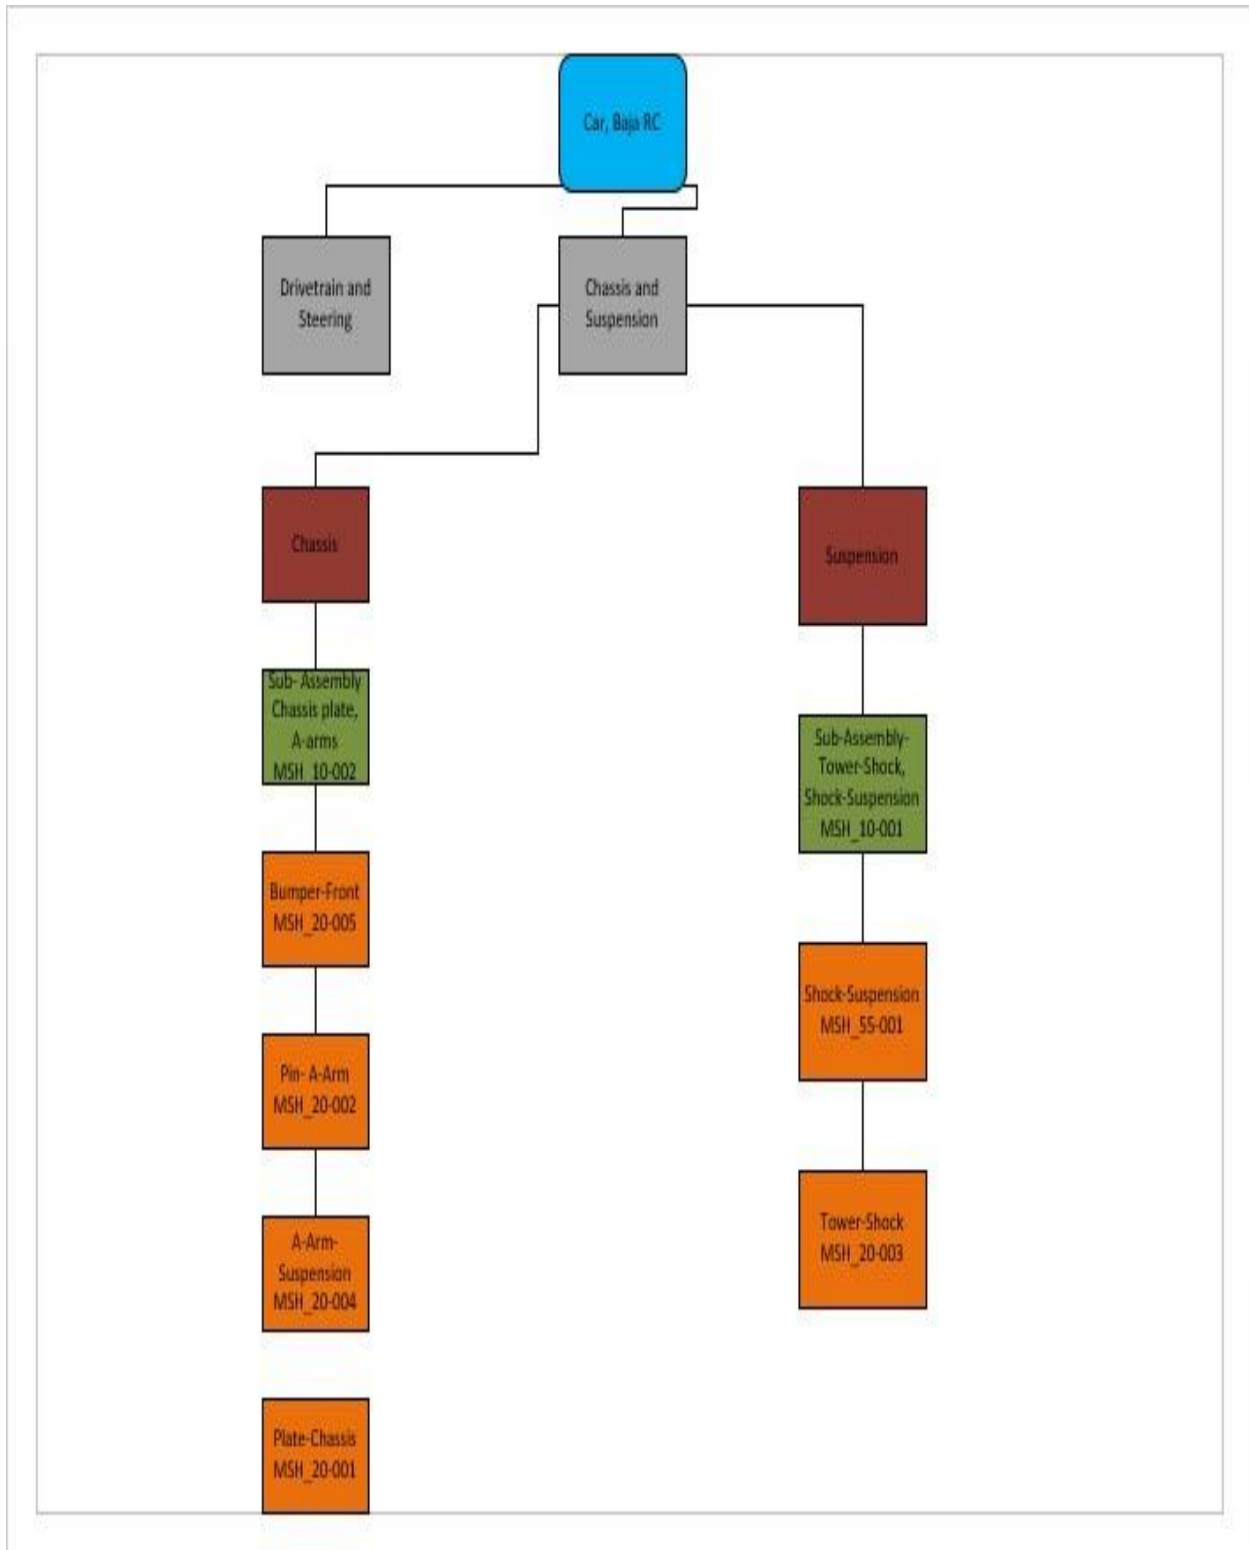 Car, Baja RC
Drivetrain and
Steering
Chassis and
Suspension
Chassis
Suspension
Sub- Assembly
Chassis plate,
A-arms
MSH_10-002
Sub-Assembly-
Tower-Shock,
Shock-Suspension
MSH_10-001
Bumper-Front
MSH_20-005
Shock-Suspension
MSH_55-001
Pin- A-Arm
MSH_20-002
Tower-Shock
MSH_20-003
A-Arm-
Suspension
MSH_20-004
Plate-Chassis
MSH_20-001